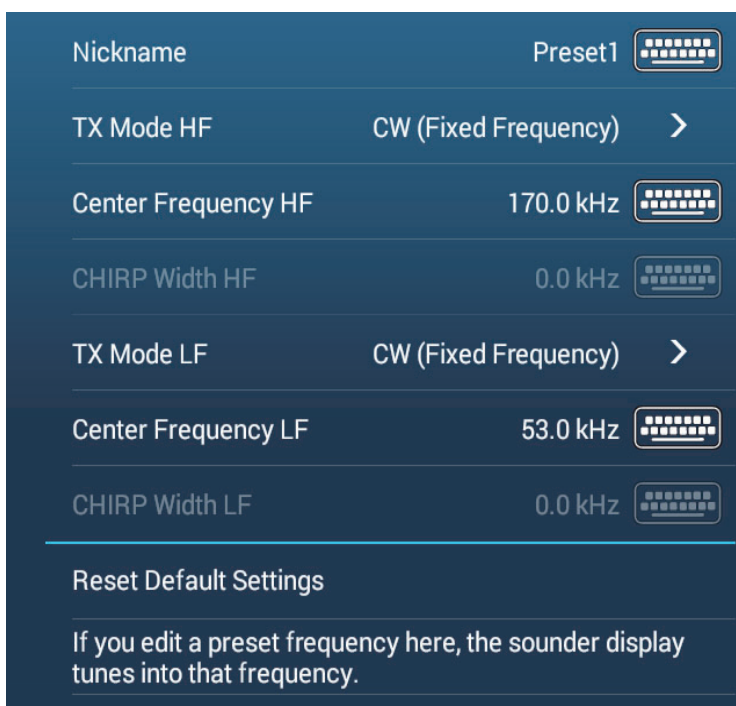 Nickname Preset1
TX Mode HF CW (Fixed Frequency)
Center Frequency HF 170.0 kHz
CHIRP Width HF 0.0 kHz
TX Mode LF CW (Fixed Frequency)
Center Frequency LF 53.0 kHz
CHIRP Width LF 0.0 kHz
Reset Default Settings
If you edit a preset frequency here, the sounder display
tunes into that frequency.